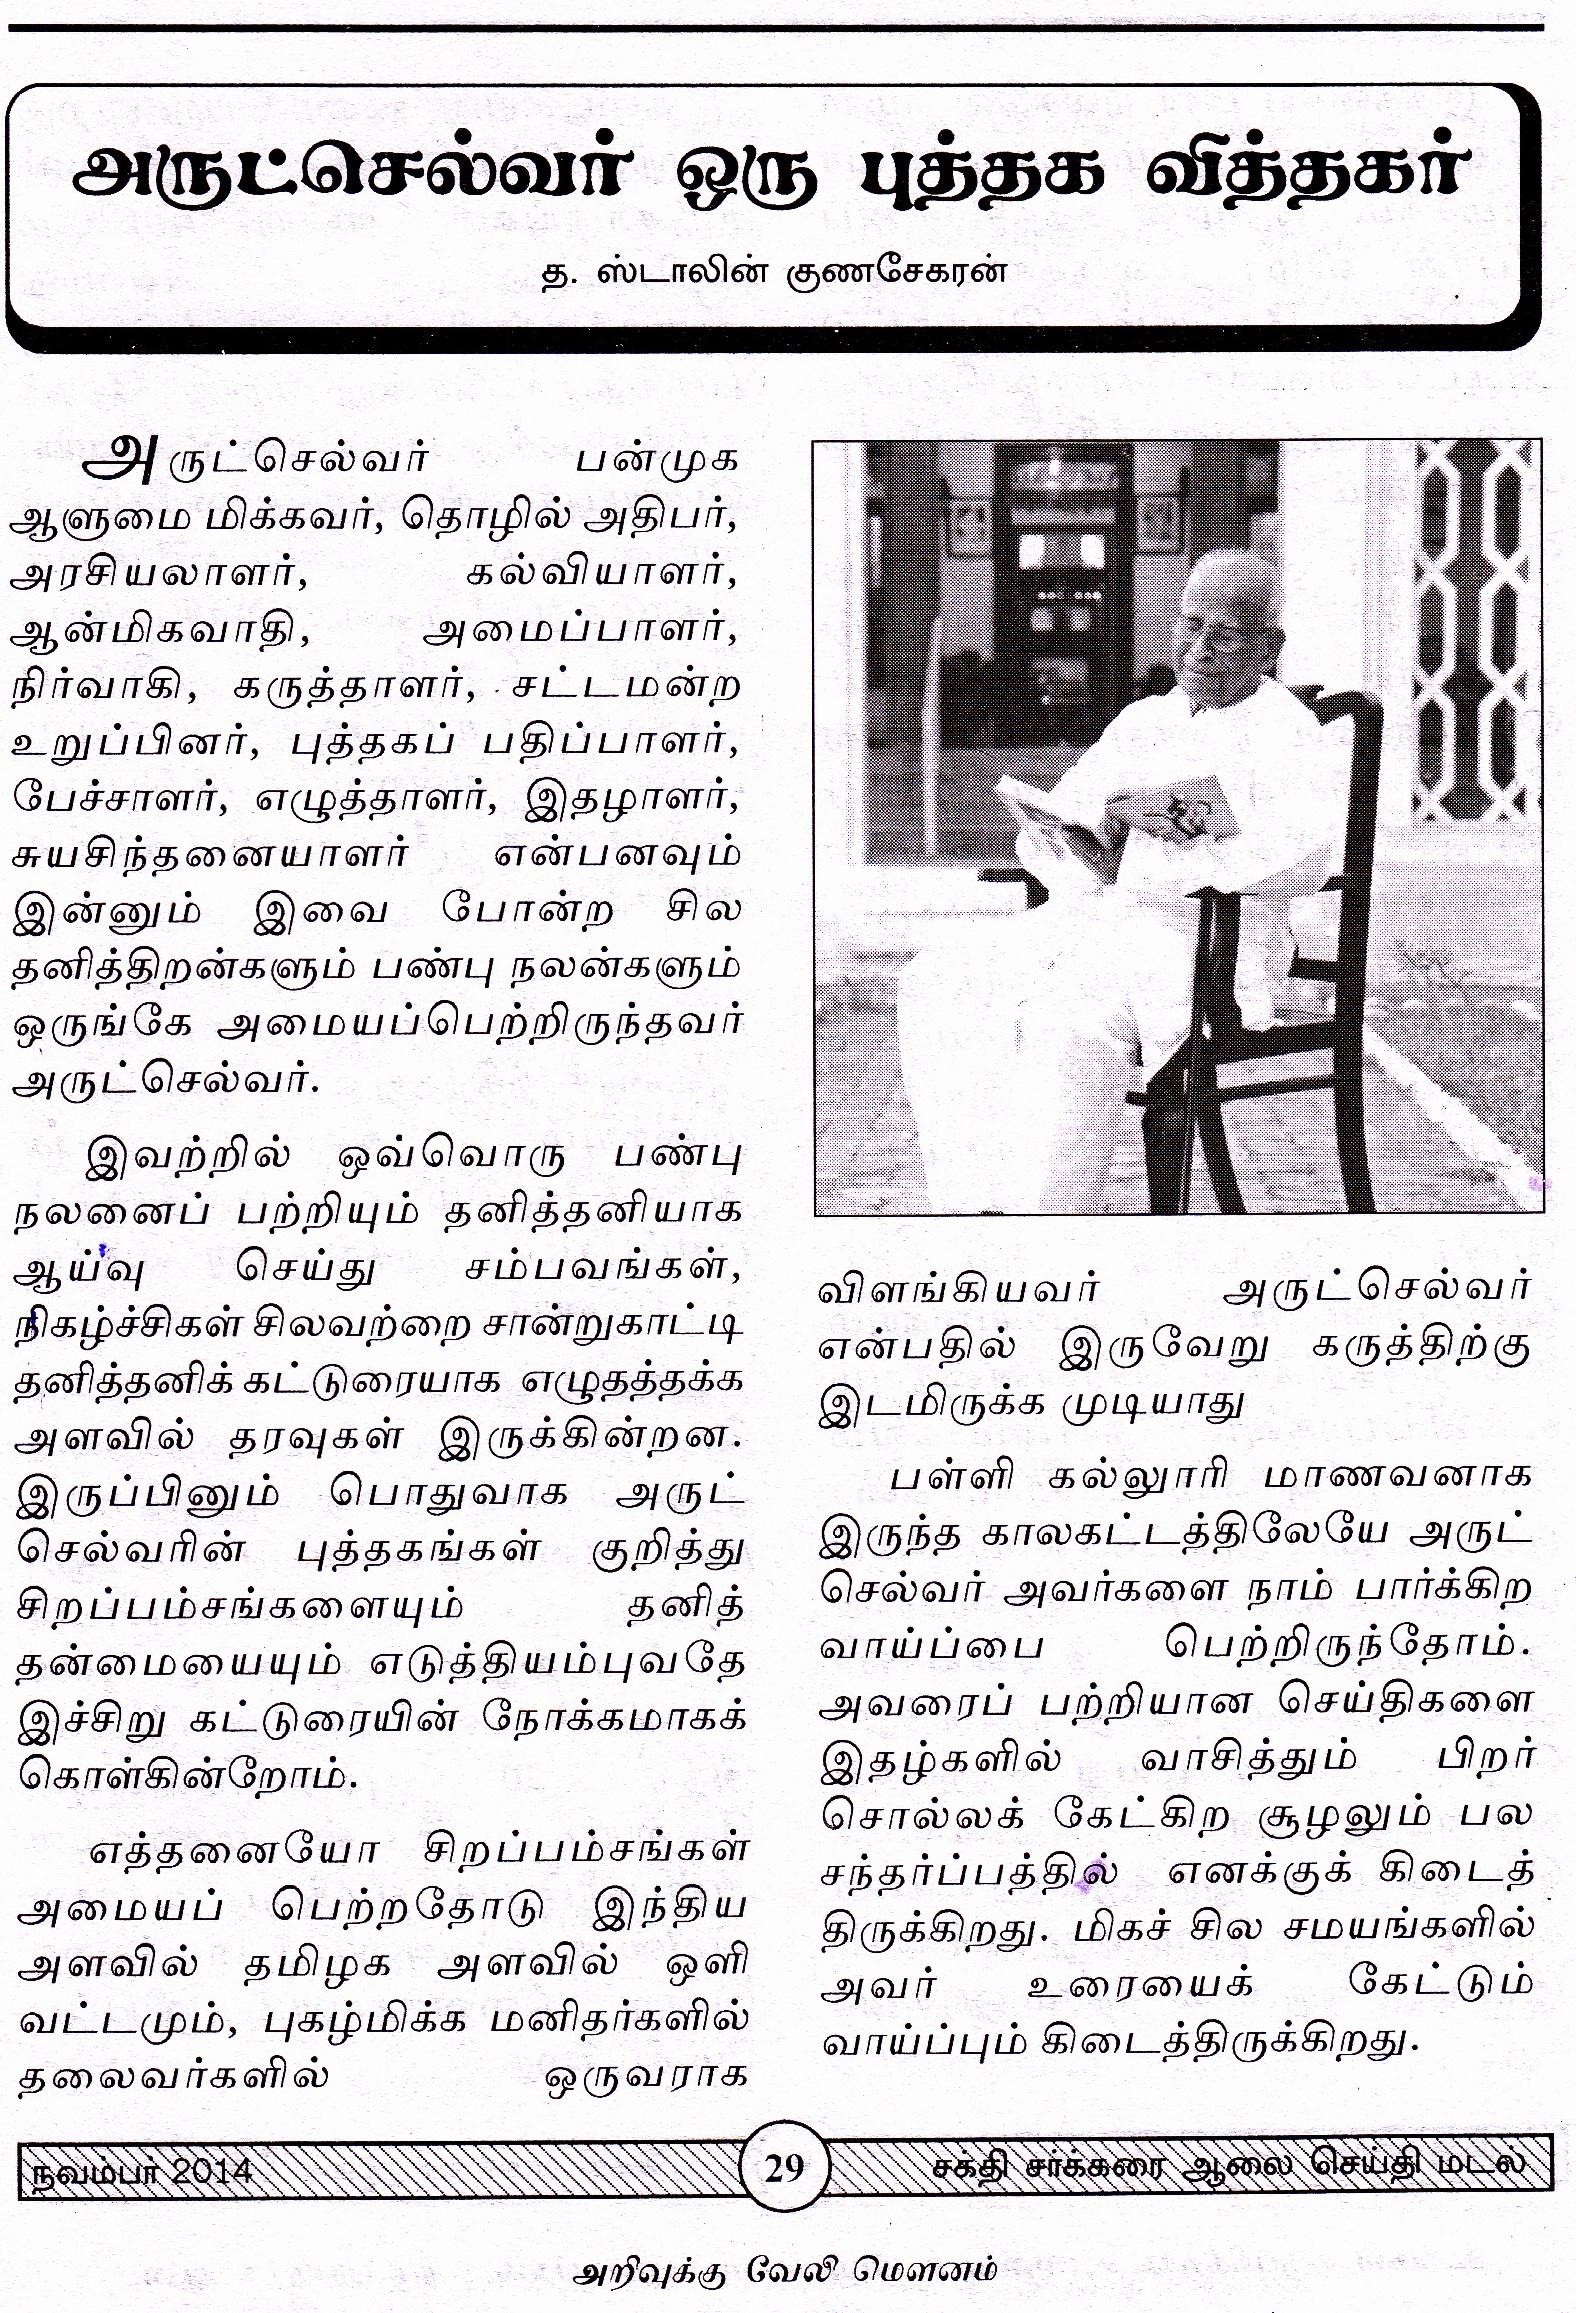 அருட்செல்வர் ஒரு புத்தக வித்தகர்
த. ஸ்டாலின் குணசேகரன்
அருட்செல்வர் பன்முக
ஆளுமை மிக்கவர், தொழில் அதிபர்,
அரசியலாளர், கல்வியாளர்,
ஆன்மிகவாதி, அமைப்பாளர்,
நிர்வாகி, கருத்தாளர், சட்டமன்ற
உறுப்பினர், புத்தகப் பதிப்பாளர்,
பேச்சாளர், எழுத்தாளர், இதழாளர்,
சுயசிந்தனையாளர் என்பனவும்
இன்னும் இவை போன்ற சில
தனித்திறன்களும் பண்பு நலன்களும்
ஒருங்கே அமையப்பெற்றிருந்தவர்
அருட்செல்வர்.
இவற்றில் ஒவ்வொரு பண்பு
நலனைப் பற்றியும் தனித்தனியாக
ஆய்வு செய்து சம்பவங்கள்,
நிகழ்ச்சிகள் சிலவற்றை சான்றுகாட்டி
தனித்தனிக் கட்டுரையாக எழுதத்தக்க
அளவில் தரவுகள் இருக்கின்றன.
இருப்பினும் பொதுவாக அருட்
செல்வரின் புத்தகங்கள் குறித்து
சிறப்பம்சங்களையும் தனித்
தன்மையையும் எடுத்தியம்புவதே
இச்சிறு கட்டுரையின் நோக்கமாகக்
கொள்கின்றோம்.
எத்தனையோ சிறப்பம்சங்கள்
அமையப் பெற்றதோடு இந்திய
அளவில் தமிழக அளவில் ஒளி
வட்டமும், புகழ்மிக்க மனிதர்களில்
தலைவர்களில் ஒருவராக
விளங்கியவர் அருட்செல்வர்
என்பதில் இருவேறு கருத்திற்கு
இடமிருக்க முடியாது
பள்ளி கல்லூரி மாணவனாக
இருந்த காலகட்டத்திலேயே அருட்
செல்வர் அவர்களை நாம் பார்க்கிற
வாய்ப்பை பெற்றிருந்தோம்.
அவரைப் பற்றியான செய்திகளை
இதழ்களில் வாசித்தும் பிறர்
சொல்லக் கேட்கிற சூழலும் பல
சந்தர்ப்பத்தில் எனக்குக் கிடைத்
திருக்கிறது. மிகச் சில சமயங்களில்
அவர் உரையைக் கேட்டும்
வாய்ப்பும் கிடைத்திருக்கிறது.
நவம்பர் 2014 29 சக்தி சர்க்கரை ஆலை செய்தி மடல்
அறிவுக்கு வேலி மௌனம்